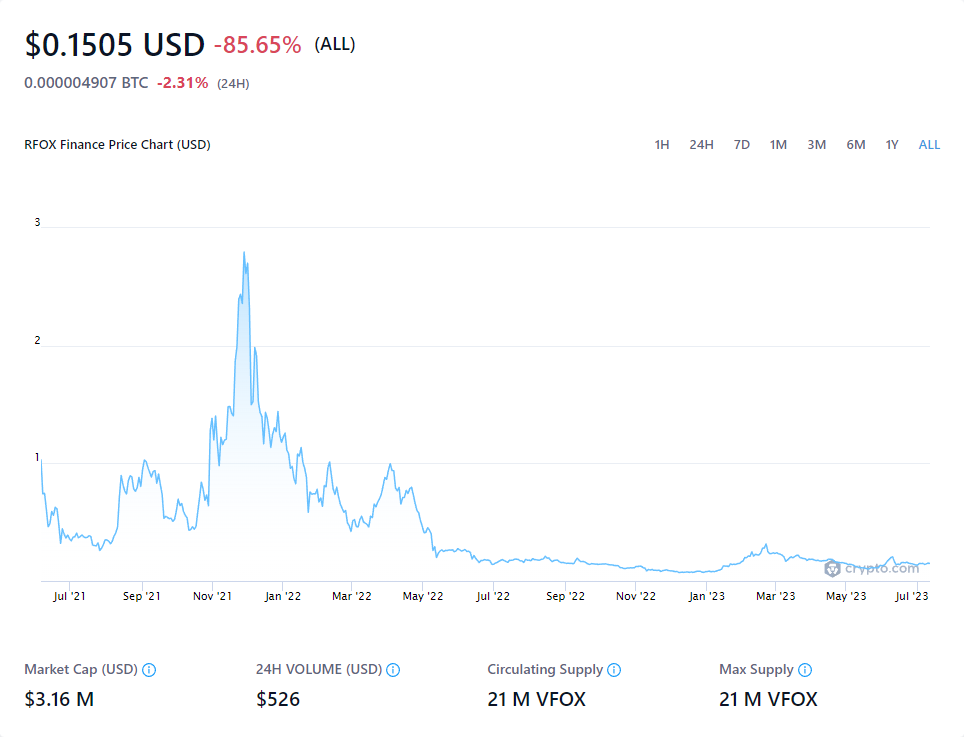 $0.1505 USD -85.65% (ALL)
0.000004907 BTC -2.31% (24H)
RFOX Finance Price Chart (USD) 1H 24H 7D 1M 3M 6M 1Y ALL
3
2
1
crypto.com
Jul '21 Sep '21 Nov '21 Jan '22 Mar '22 May '22 Jul '22 Sep '22 Nov '22 Jan '23 Mar '23 May '23 Jul '23
Market Cap (USD) 24H VOLUME (USD) Circulating Supply Max Supply
$3.16 M $526 21 M VFOX 21 M VFOX